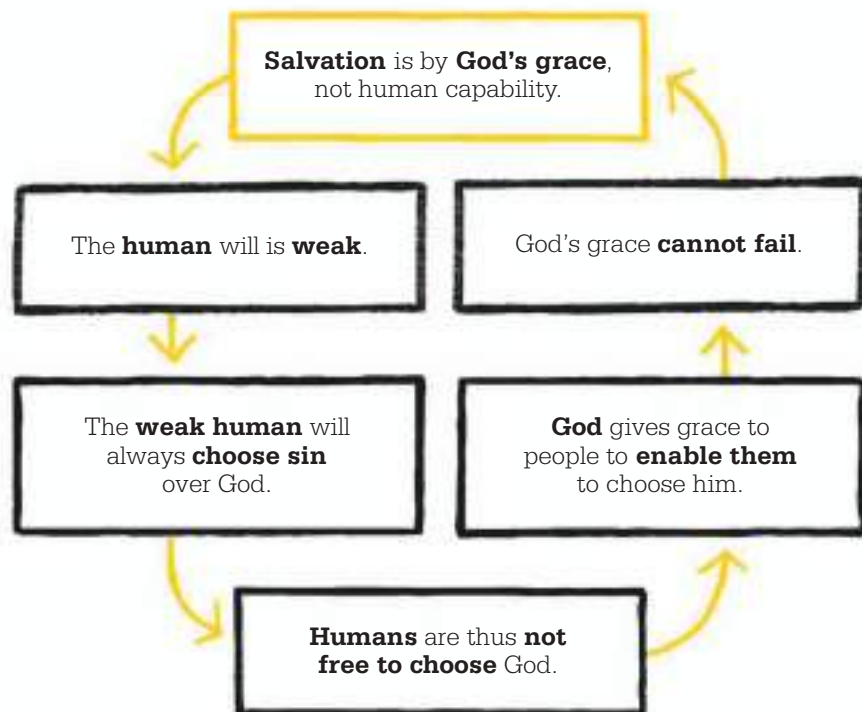 Salvation is by God's grace,
not human capability.
The human will is weak.
The weak human will
always choose sin
over God.
Humans are thus not
free to choose God.
God gives grace to
people to enable them
to choose him.
God's grace cannot fail.